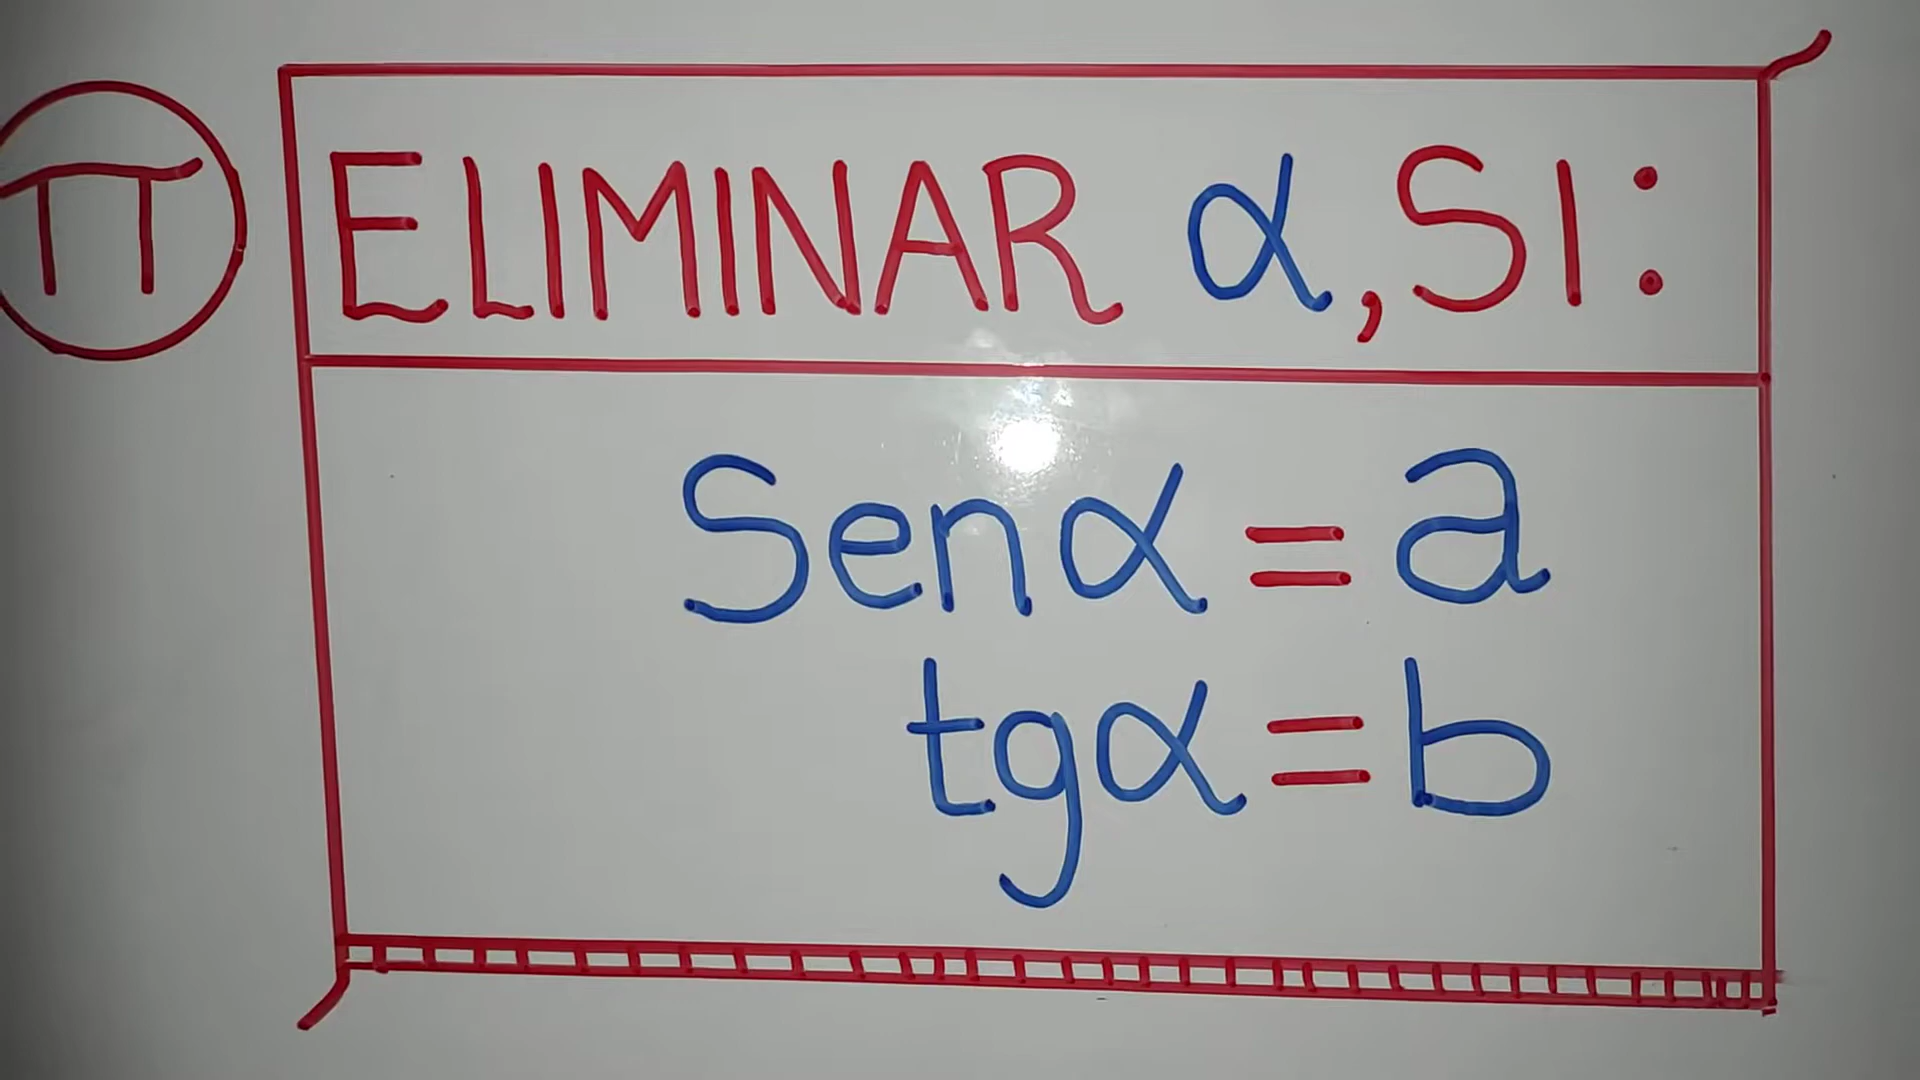 π
ELIMINAR α, SI:
Senα = a
tgα = b